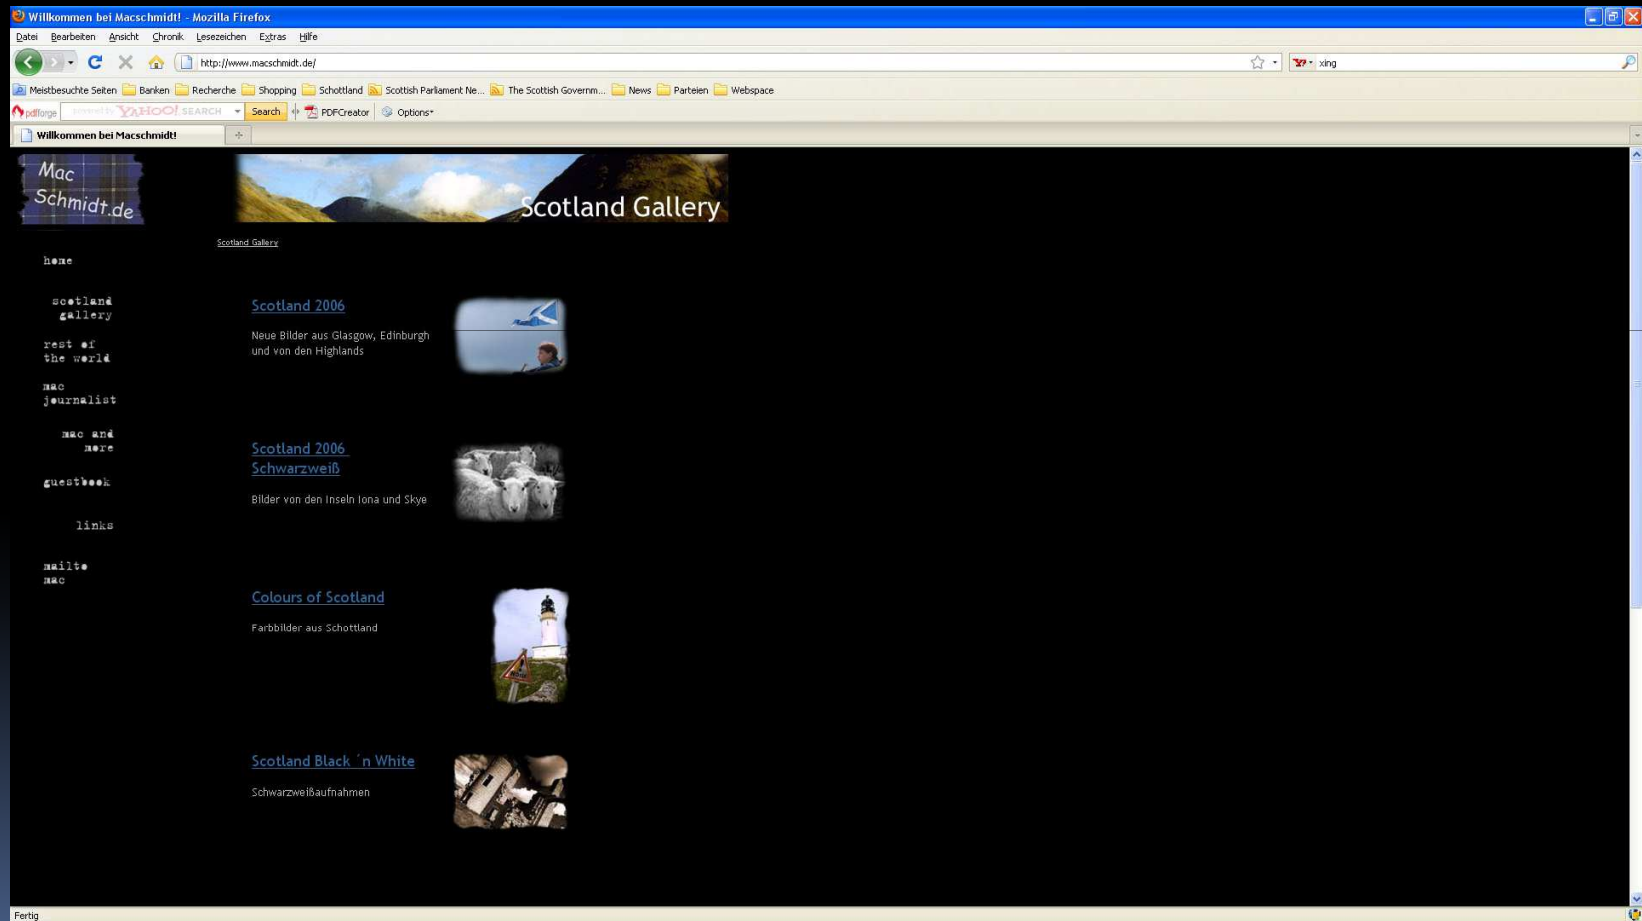 Willkommen bei Macschmidt! - Mozilla Firefox
Datei Bearbeiten Ansicht Chronik Lesezeichen Extras Hilfe
http://www.macschmidt.de/ xing
Meistbesuchte Seiten Banken Recherche Shopping Schottland Scottish Parliament Ne... The Scottish Governm... News Parteien Webspace
pdfforge powered by YAHOO! SEARCH Search PDFCreator Options
Willkommen bei Macschmidt!
Mac
Schmidt.de
Scotland Gallery
Scotland Gallery
home
scotland
gallery
rest of
the world
mac
journalist
mac and
more
guestbook
links
mailto
mac
Scotland 2006
Neue Bilder aus Glasgow, Edinburgh
und von den Highlands
Scotland 2006
Schwarzweiß
Bilder von den Inseln Iona und Skye
Colours of Scotland
Farbbilder aus Schottland
Scotland Black ´n White
Schwarzweißaufnahmen
Fertig